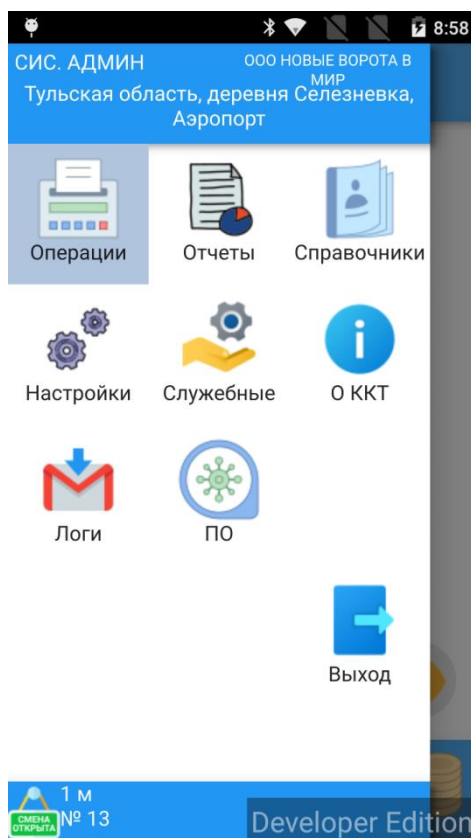 8:58
СИС. АДМИН
ООО НОВЫЕ ВОРОТА В
МИР
Тульская область, деревня Селезневка,
Аэропорт
Операции
Отчеты
Справочники
Настройки
Служебные
О ККТ
Логи
ПО
Выход
1 м
СМЕНА
ОТКРЫТА
№ 13
Developer Edition